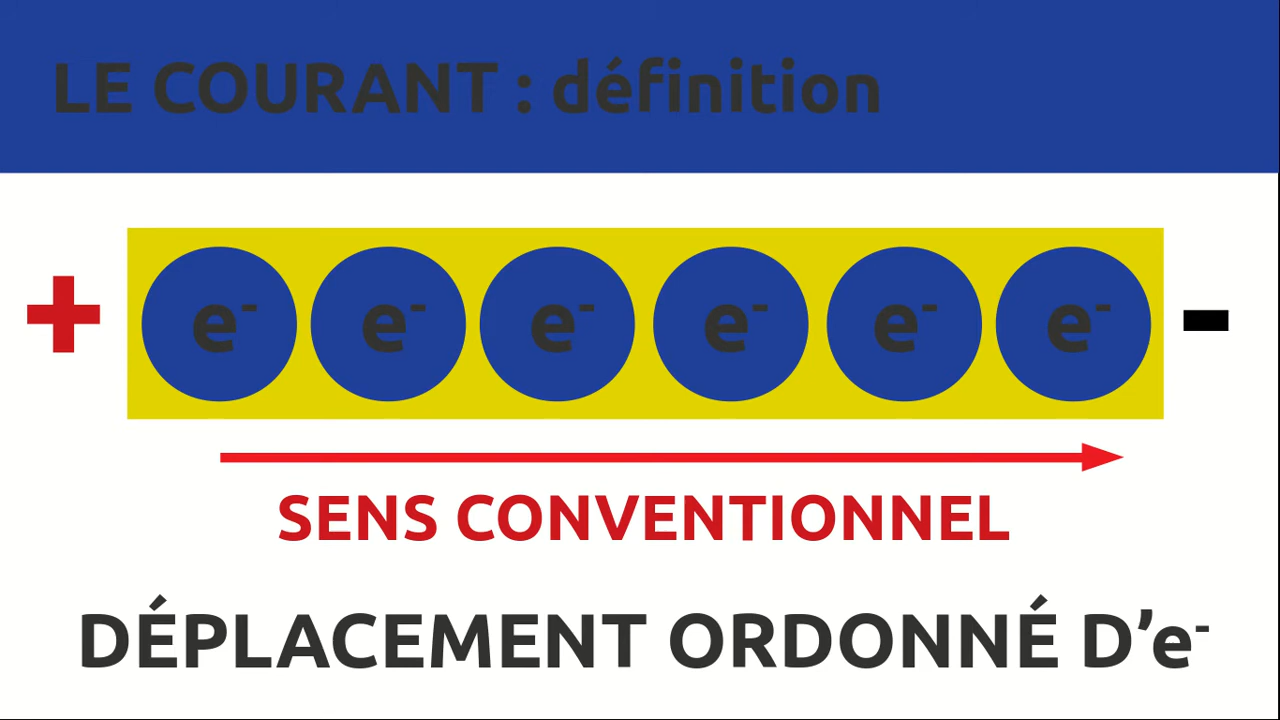 LE COURANT : définition
+ e⁻ e⁻ e⁻ e⁻ e⁻ e⁻ -
SENS CONVENTIONNEL
DÉPLACEMENT ORDONNÉ D’e⁻